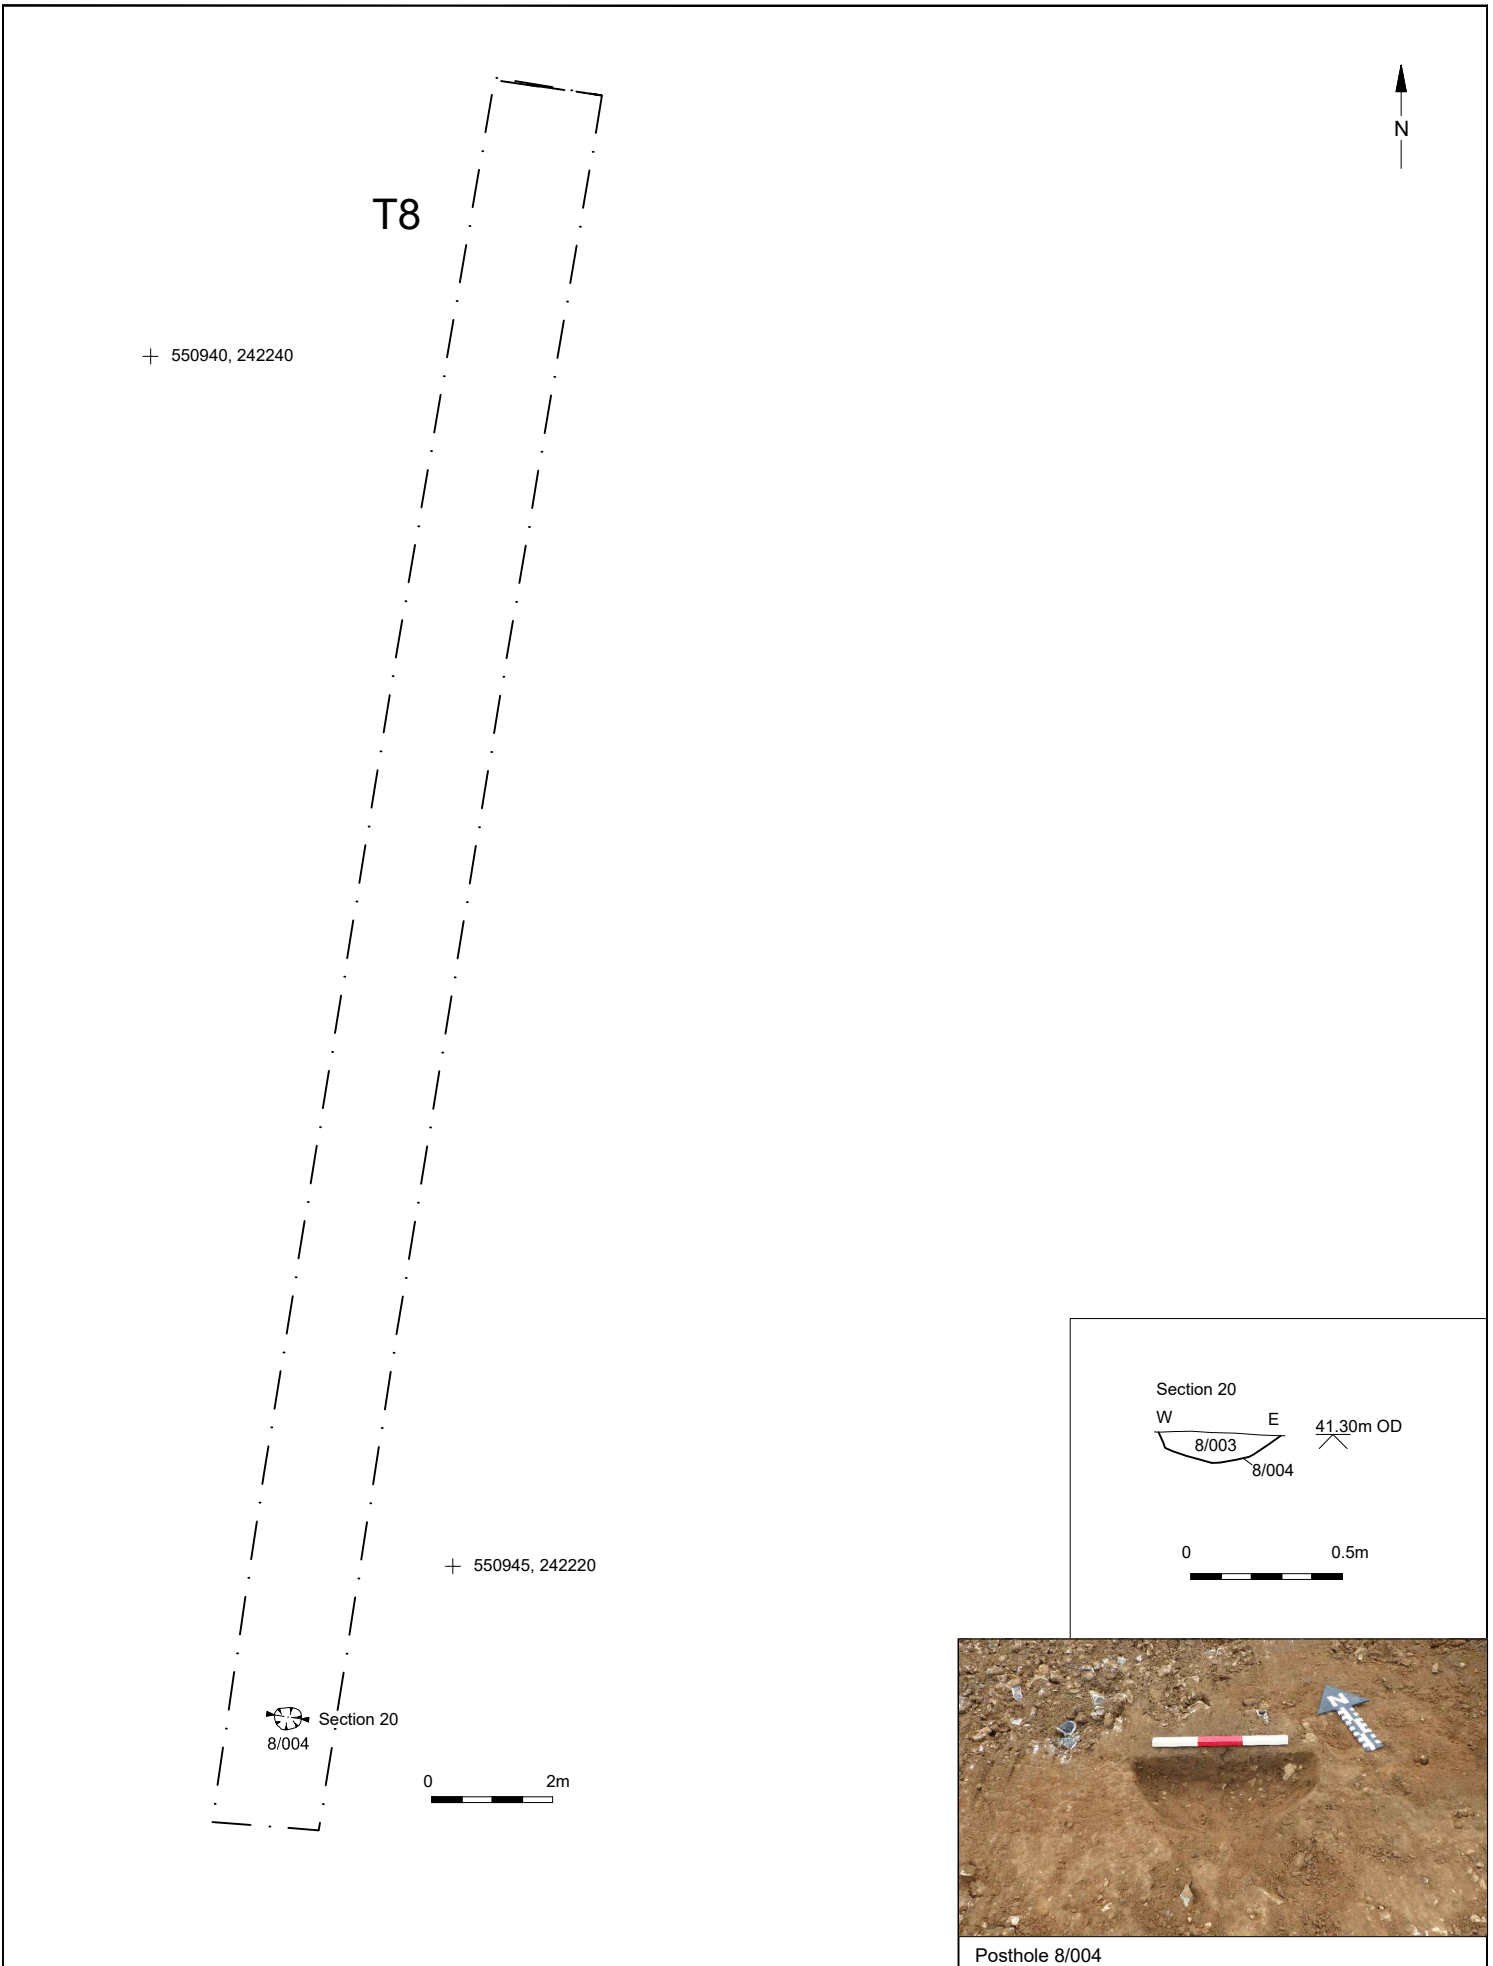 N
T8
550940, 242240
Section 20
W E 41.30m OD
8/003
8/004
0 0.5m
550945, 242220
Section 20
8/004
0 2m
N
Posthole 8/004